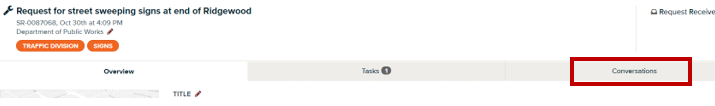 Request for street sweeping signs at end of Ridgewood
SR-0087068, Oct 30th at 4:09 PM
Department of Public Works
TRAFFIC DIVISION SIGNS
Request Receive
Overview Tasks 1 Conversations
TITLE